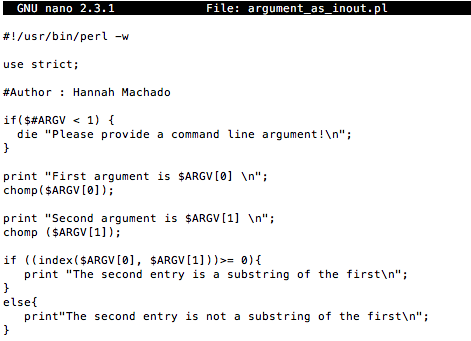 GNU nano 2.3.1 File: argument_as_inout.pl
#!/usr/bin/perl -w
use strict;
#Author : Hannah Machado
if($#ARGV < 1) {
die "Please provide a command line argument!\n";
}
print "First argument is $ARGV[0] \n";
chomp($ARGV[0]);
print "Second argument is $ARGV[1] \n";
chomp ($ARGV[1]);
if ((index($ARGV[0], $ARGV[1]))>= 0){
print "The second entry is a substring of the first\n";
}
else{
print"The second entry is not a substring of the first\n";
}